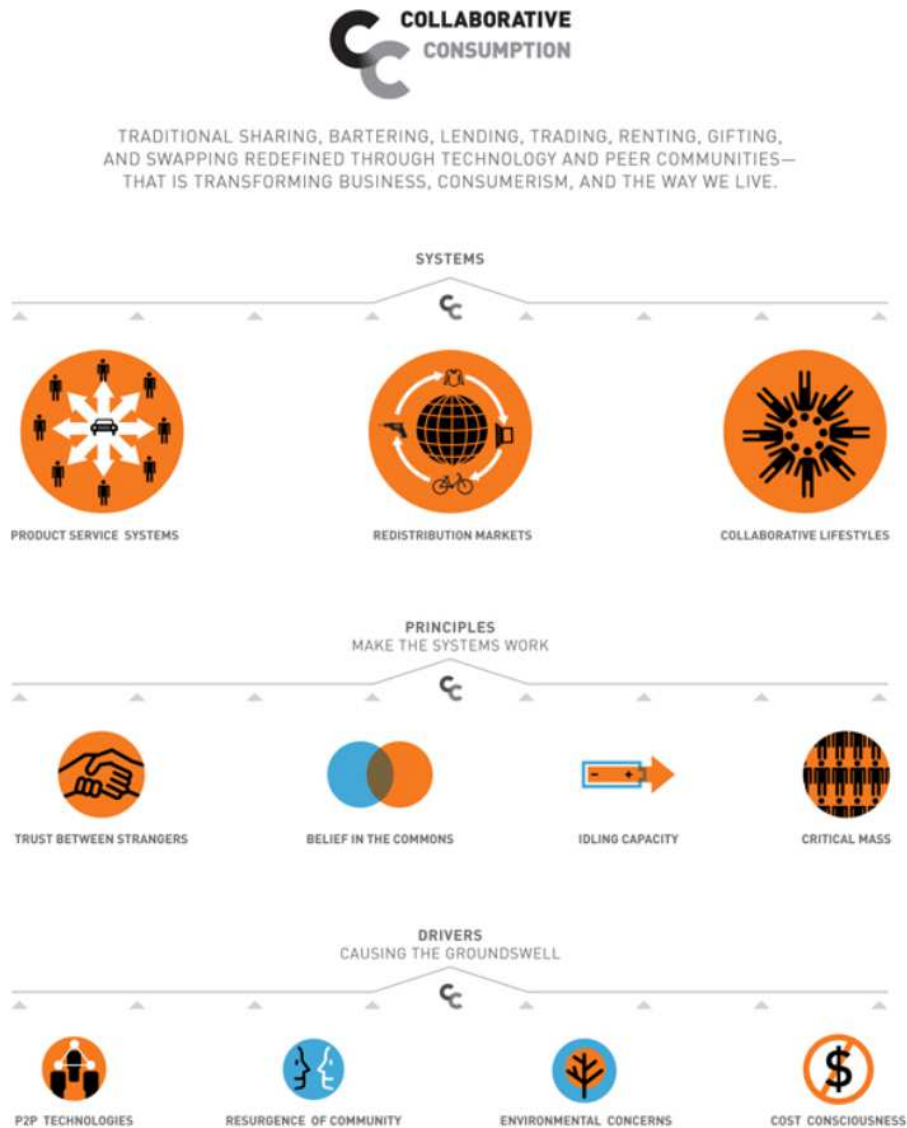 COLLABORATIVE
CONSUMPTION
TRADITIONAL SHARING, BARTERING, LENDING, TRADING, RENTING, GIFTING,
AND SWAPPING REDEFINED THROUGH TECHNOLOGY AND PEER COMMUNITIES—
THAT IS TRANSFORMING BUSINESS, CONSUMERISM, AND THE WAY WE LIVE.
SYSTEMS
CC
PRODUCT SERVICE SYSTEMS
REDISTRIBUTION MARKETS
COLLABORATIVE LIFESTYLES
PRINCIPLES
MAKE THE SYSTEMS WORK
CC
TRUST BETWEEN STRANGERS
BELIEF IN THE COMMONS
- +
IDLING CAPACITY
CRITICAL MASS
DRIVERS
CAUSING THE GROUNDSWELL
CC
$
P2P TECHNOLOGIES
RESURGENCE OF COMMUNITY
ENVIRONMENTAL CONCERNS
COST CONSCIOUSNESS